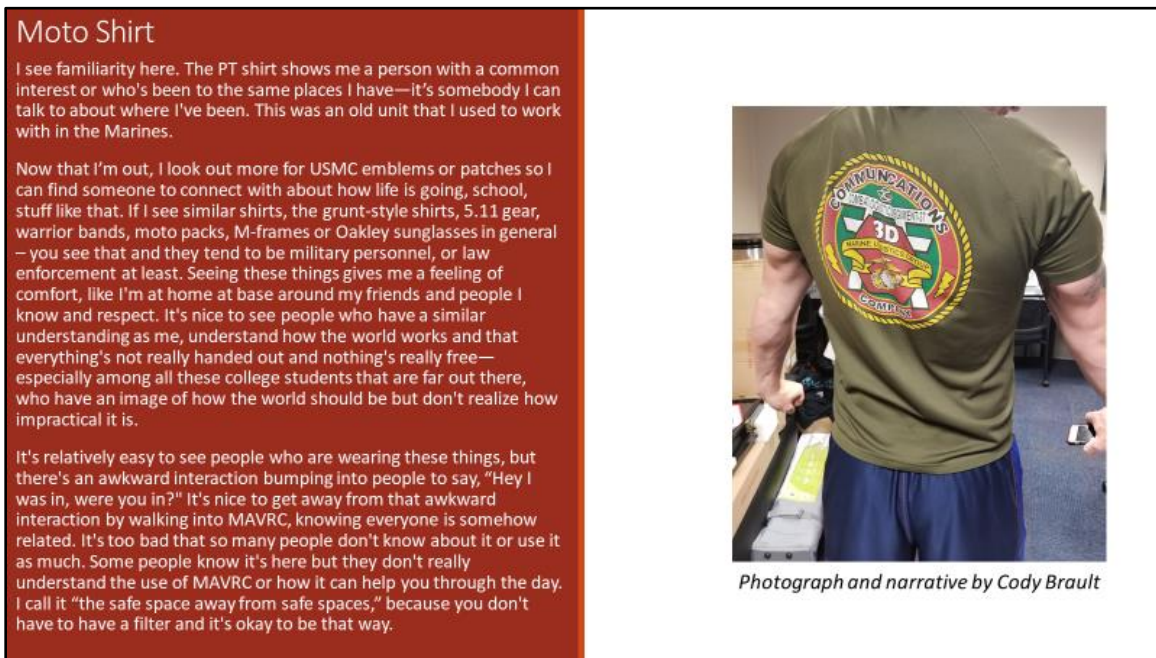 Moto Shirt
I see familiarity here. The PT shirt shows me a person with a common
interest or who's been to the same places I have—it's somebody I can
talk to about where I've been. This was an old unit that I used to work
with in the Marines.
Now that I'm out, I look out more for USMC emblems or patches so I
can find someone to connect with about how life is going, school,
stuff like that. If I see similar shirts, the grunt-style shirts, 5.11 gear,
warrior bands, moto packs, M-frames or Oakley sunglasses in general
– you see that and they tend to be military personnel, or law
enforcement at least. Seeing these things gives me a feeling of
comfort, like I'm at home at base around my friends and people I
know and respect. It's nice to see people who have a similar
understanding as me, understand how the world works and that
everything's not really handed out and nothing's really free—
especially among all these college students that are far out there,
who have an image of how the world should be but don't realize how
impractical it is.
It's relatively easy to see people who are wearing these things, but
there's an awkward interaction bumping into people to say, “Hey I
was in, were you in?" It's nice to get away from that awkward
interaction by walking into MAVRC, knowing everyone is somehow
related. It's too bad that so many people don't know about it or use it
as much. Some people know it's here but they don't really
understand the use of MAVRC or how it can help you through the day.
I call it “the safe space away from safe spaces,” because you don't
have to have a filter and it's okay to be that way.
COMMUNICATIONS
3D
MARINE LOGISTICS GROUP
COMPANY
Photograph and narrative by Cody Brault